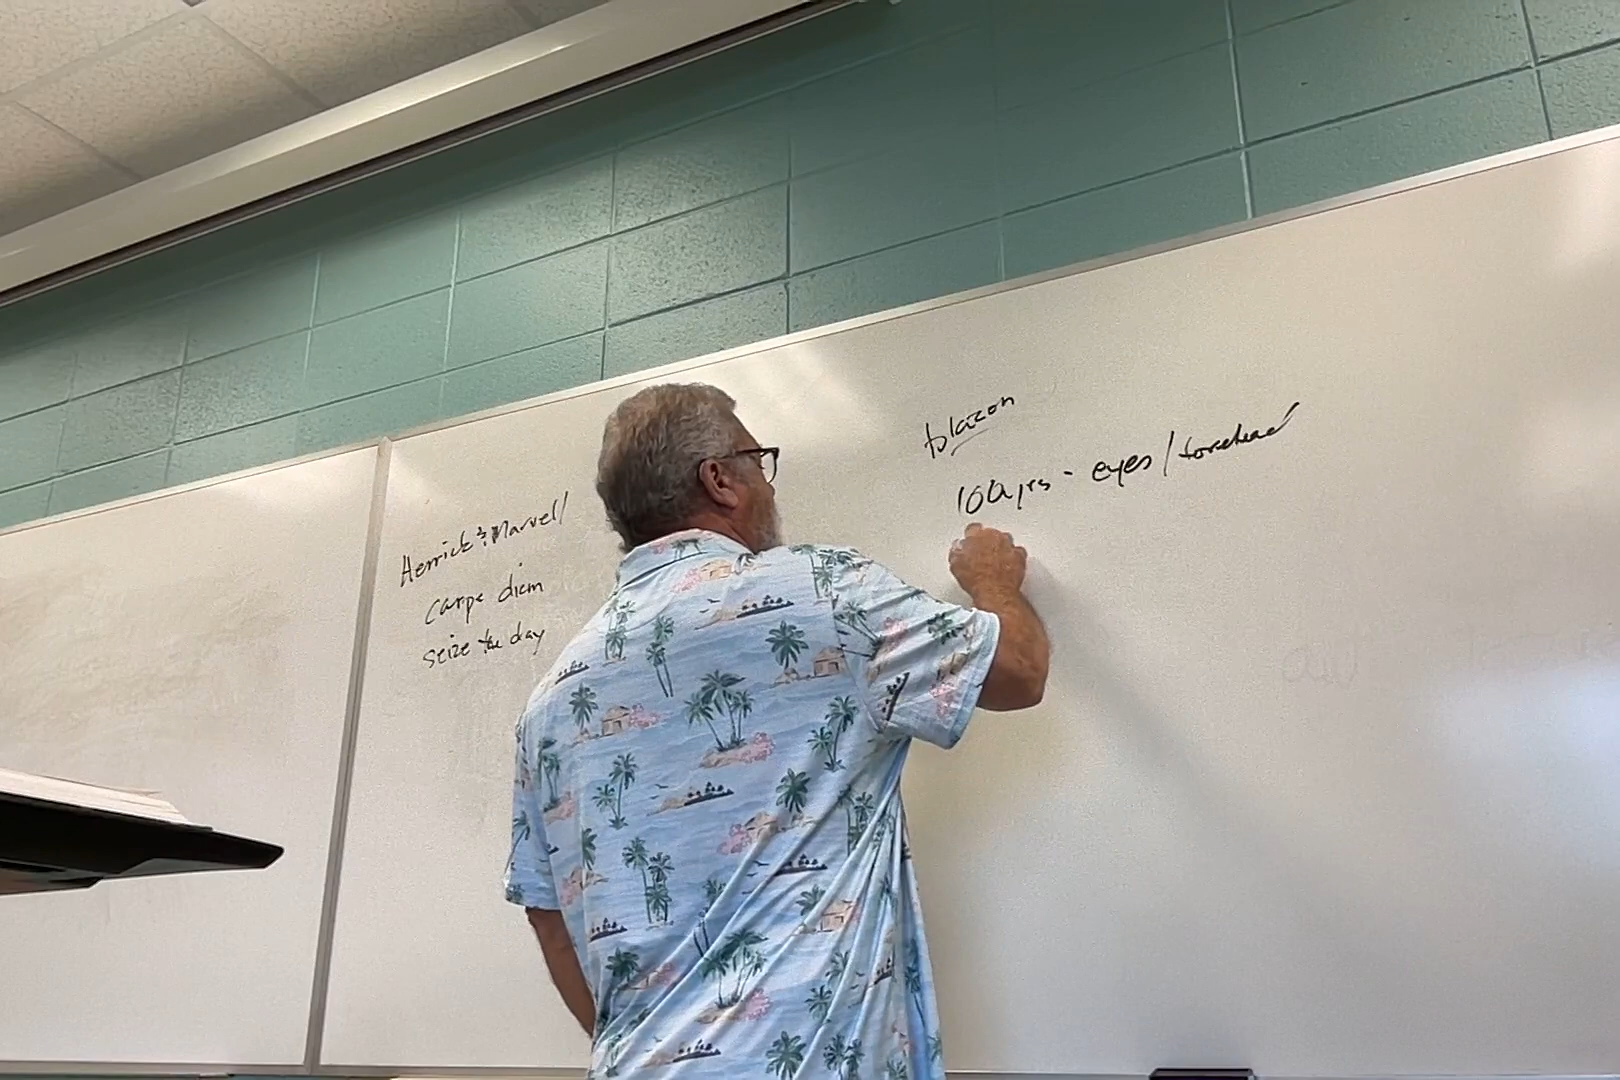 Herrick & Marvell
carpe diem
seize the day
blazon
100 yrs - eyes / forehead